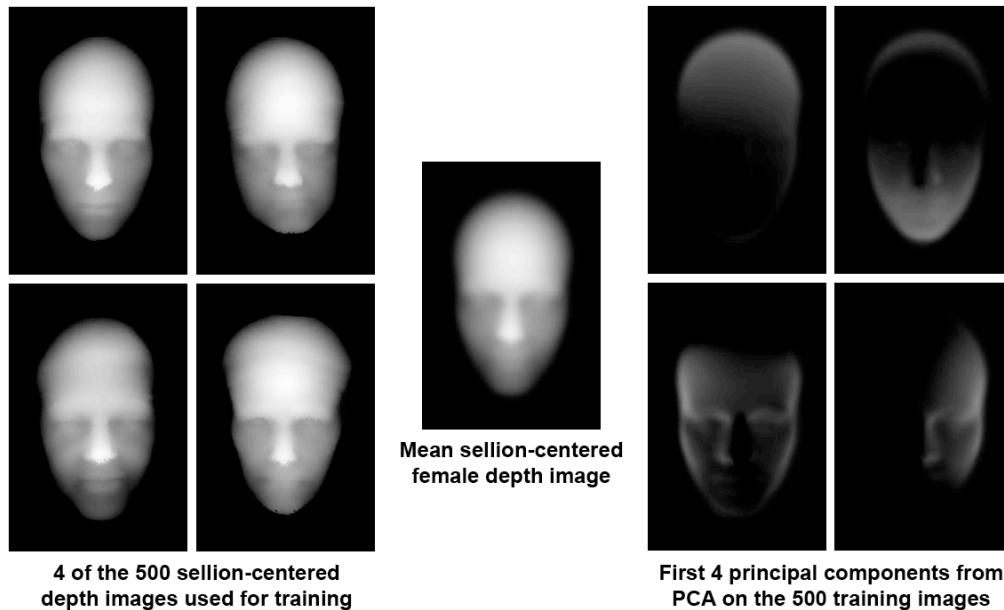 4 of the 500 sellion-centered
depth images used for training
Mean sellion-centered
female depth image
First 4 principal components from
PCA on the 500 training images